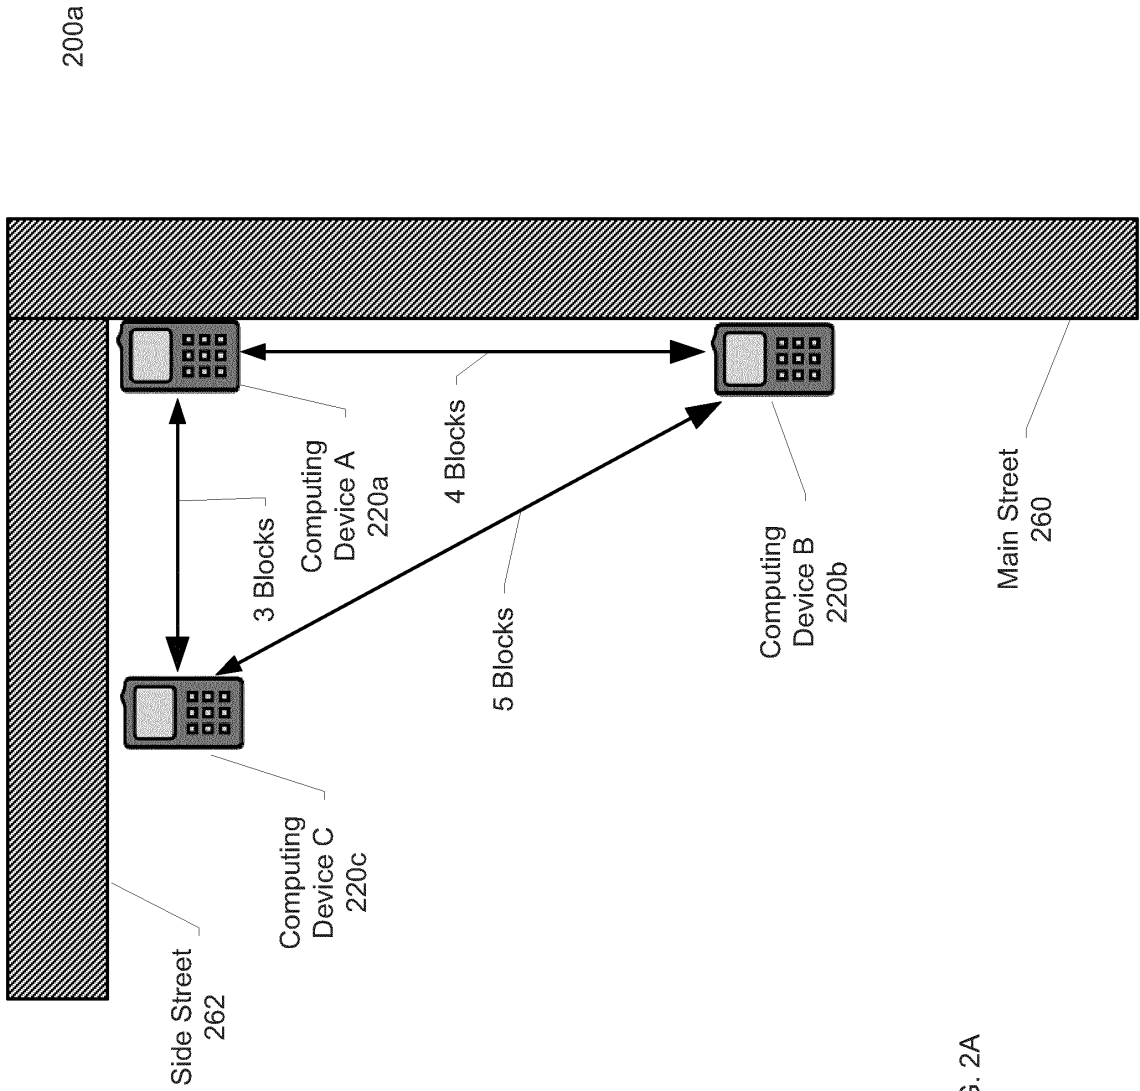 200a
Side Street
262
3 Blocks
Computing
Device C
220c
Computing
Device A
220a
4 Blocks
5 Blocks
Computing
Device B
220b
Main Street
260
2A